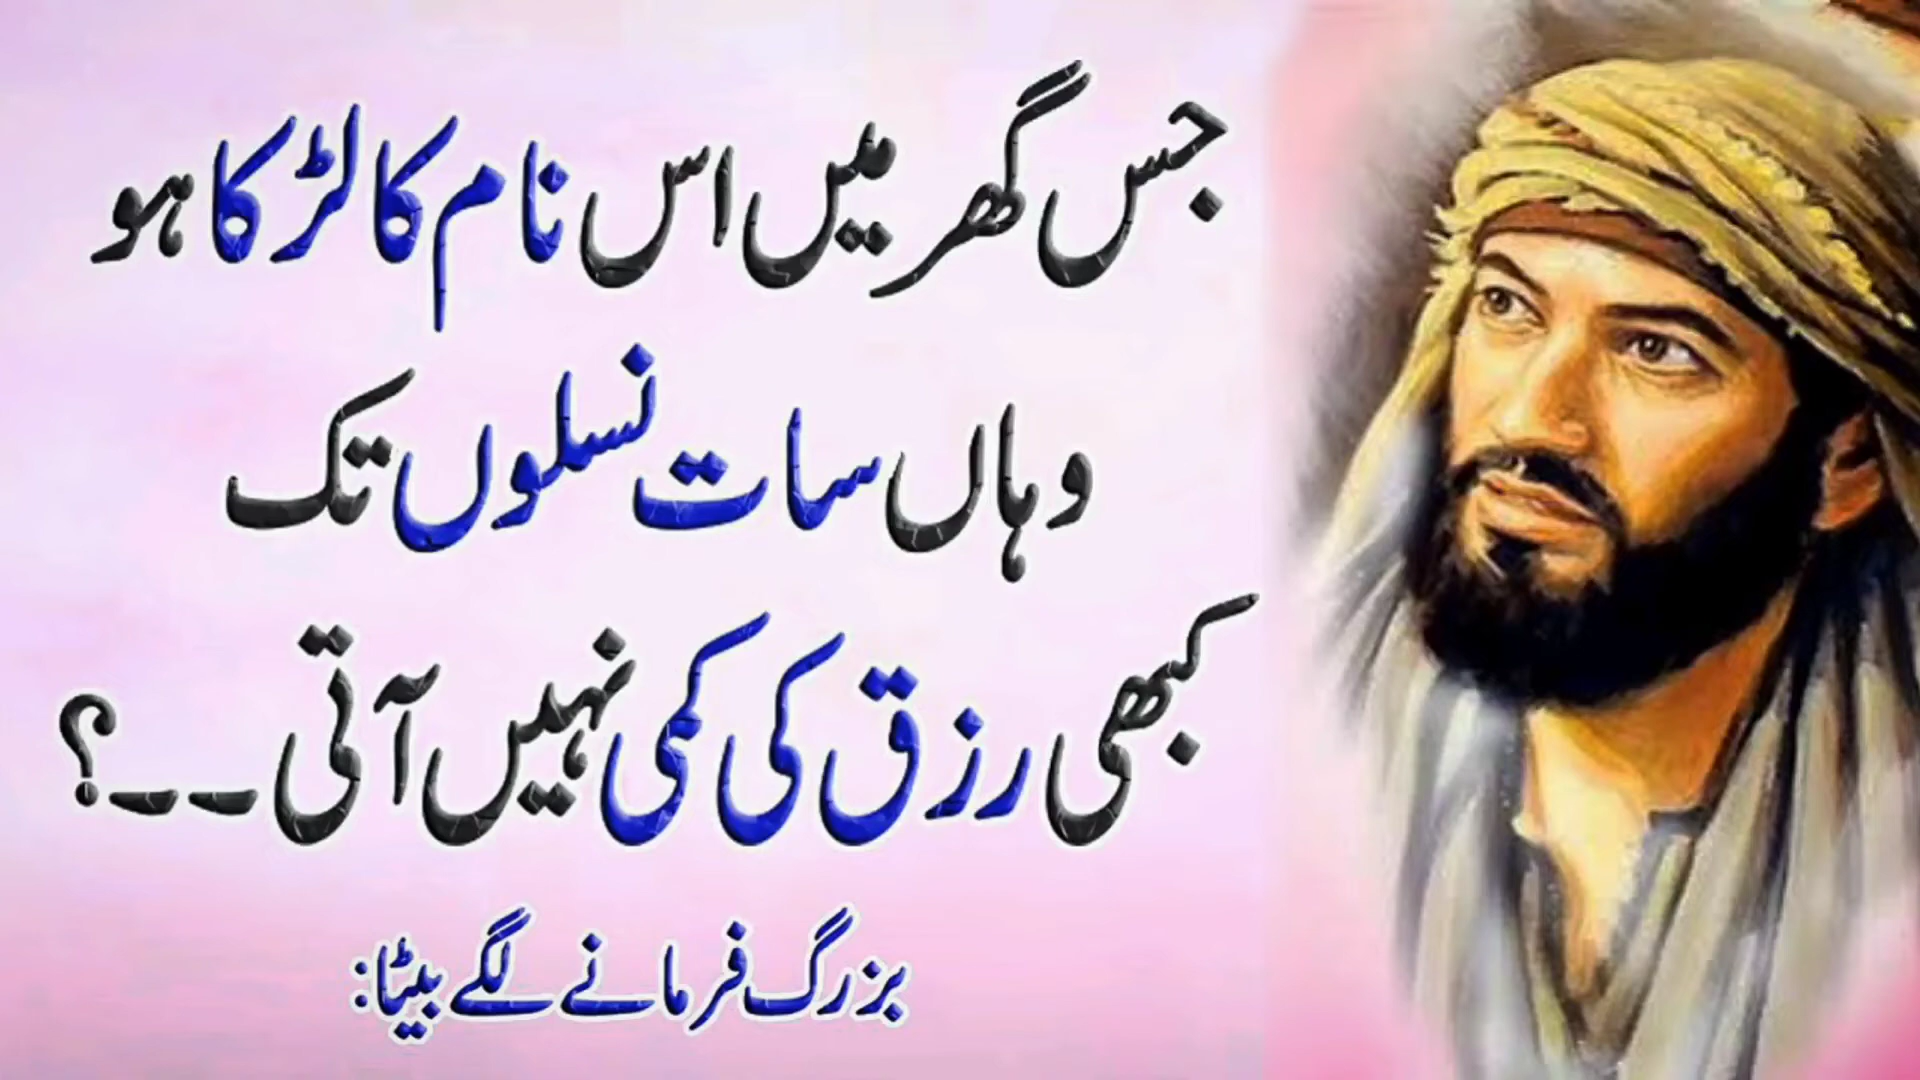 جس گھر میں اس نام کا لڑکا ہو
وہاں سات نسلوں تک
کبھی رزق کی کمی نہیں آتی ۔۔؟
بزرگ فرمانے لگے بیٹا: